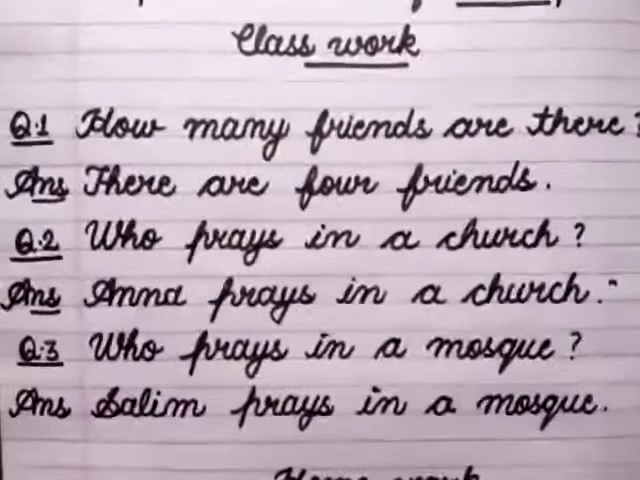 Class work
Q.1 How many friends are there?
Ans There are four friends.
Q.2 Who prays in a church?
Ans Anna prays in a church.
Q.3 Who prays in a mosque?
Ans Salim prays in a mosque.